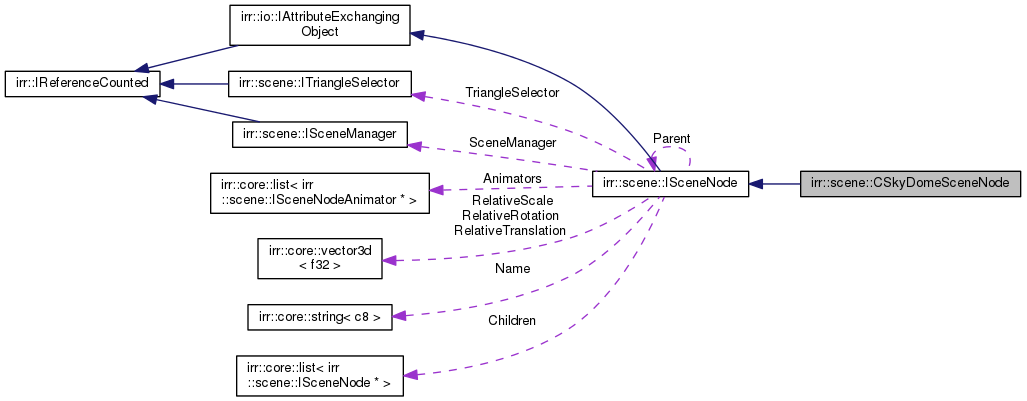 irr::io::IAttributeExchanging
Object
irr::IReferenceCounted
irr::scene::ITriangleSelector
TriangleSelector
irr::scene::ISceneManager
SceneManager
Parent
irr::core::list< irr
::scene::ISceneNodeAnimator * >
Animators
irr::scene::ISceneNode
irr::scene::CSkyDomeSceneNode
RelativeScale
RelativeRotation
RelativeTranslation
irr::core::vector3d
< f32 >
Name
irr::core::string< c8 >
Children
irr::core::list< irr
::scene::ISceneNode * >